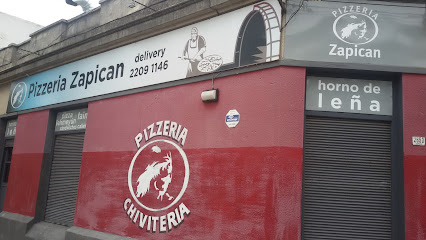 Pizzeria Zapican
delivery
2209 1146
PIZZERIA
Zapican
horno de
leña
PIZZERIA
CHIVITERIA